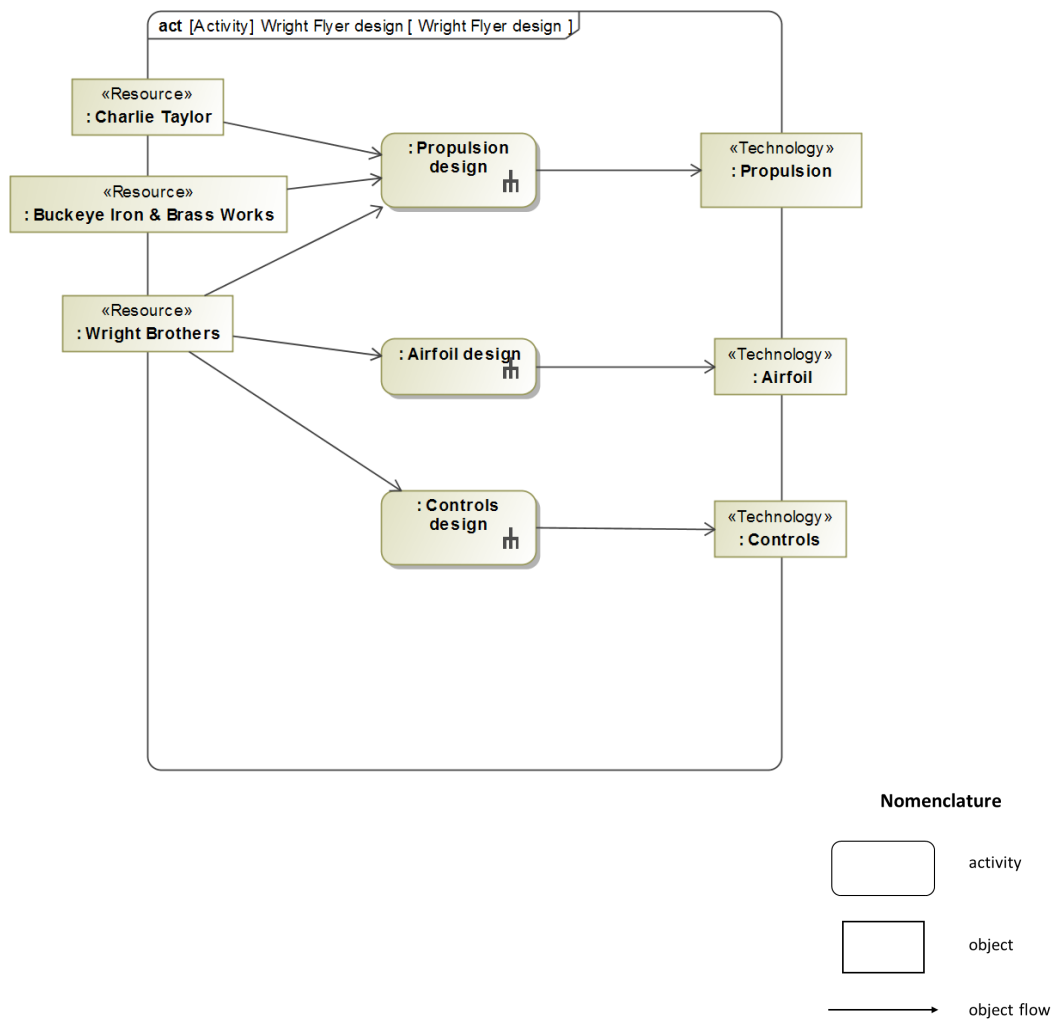 act [Activity] Wright Flyer design [ Wright Flyer design ]
«Resource»
: Charlie Taylor
: Propulsion
design
«Technology»
: Propulsion
«Resource»
: Buckeye Iron & Brass Works
«Resource»
: Wright Brothers
: Airfoil design
«Technology»
: Airfoil
: Controls
design
«Technology»
: Controls
Nomenclature
activity
object
object flow